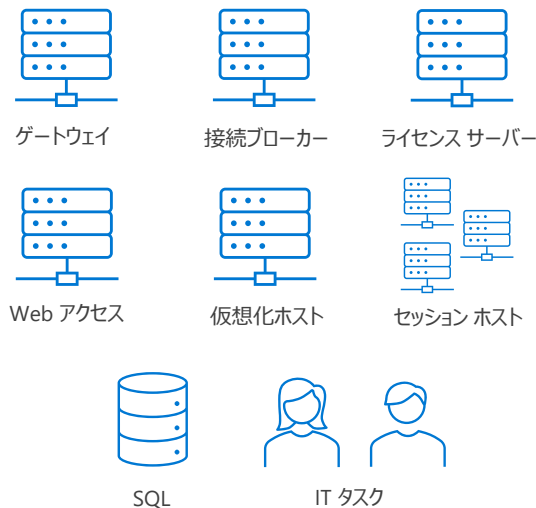 ゲートウェイ
接続ブローカー
ライセンス サーバー
Web アクセス
仮想化ホスト
セッション ホスト
SQL
IT タスク